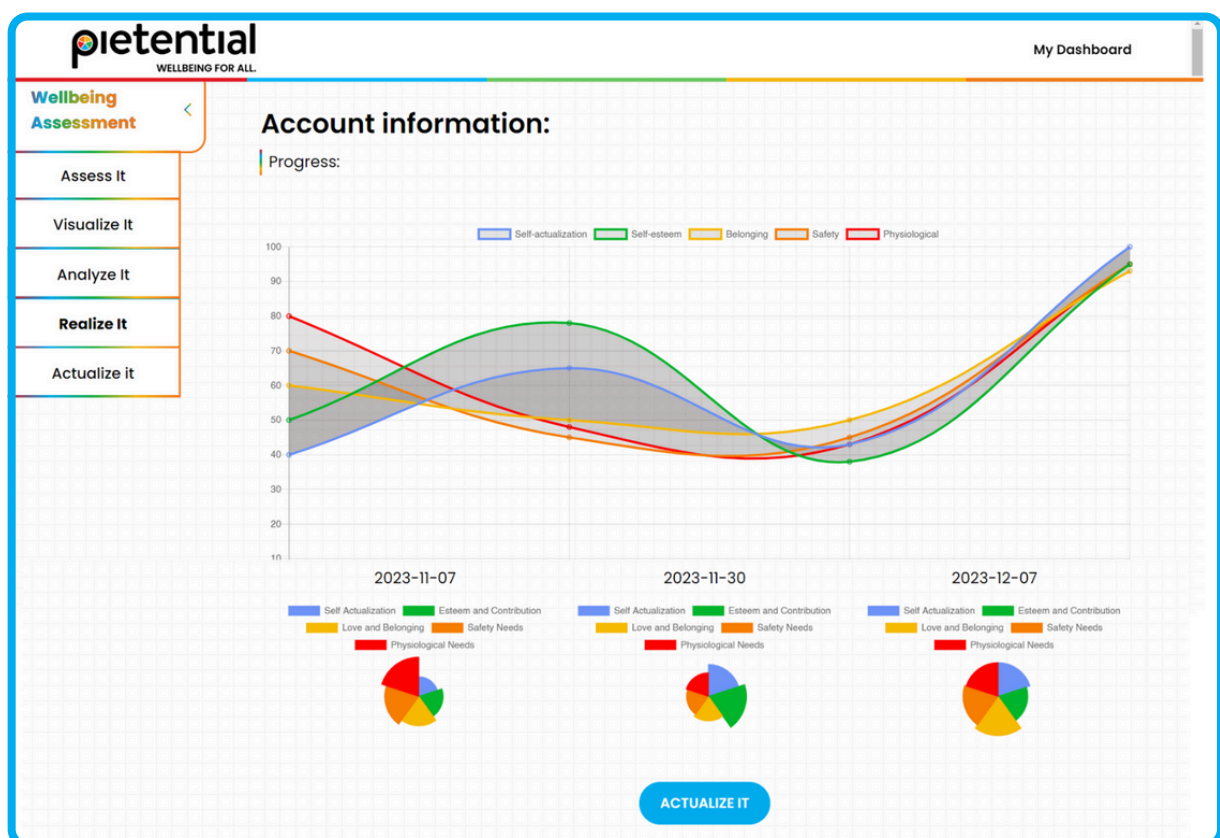 pietential
WELLBEING FOR ALL.
My Dashboard
Wellbeing
Assessment
Assess It
Visualize It
Analyze It
Realize It
Actualize it
Account information:
Progress:
Self-actualization Self-esteem Belonging Safety Physiological
100
90
80
70
60
50
40
30
20
10
2023-11-07 2023-11-30 2023-12-07
Self Actualization Esteem and Contribution
Love and Belonging Safety Needs
Physiological Needs
Self Actualization Esteem and Contribution
Love and Belonging Safety Needs
Physiological Needs
Self Actualization Esteem and Contribution
Love and Belonging Safety Needs
Physiological Needs
ACTUALIZE IT